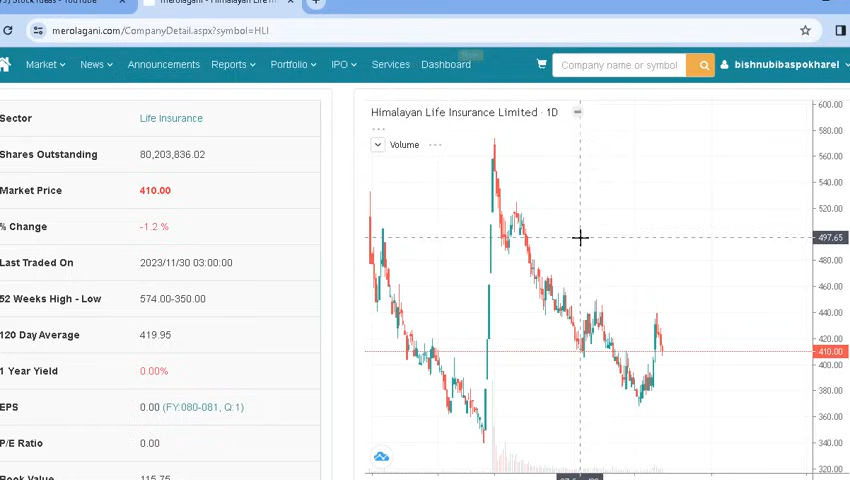 merolagani.com/CompanyDetail.aspx?symbol=HLI
Market News Announcements Reports Portfolio IPO Services Dashboard Company name or symbol bishnubibaspokharel
Sector Life Insurance
Shares Outstanding 80,203,836.02
Market Price 410.00
% Change -1.2 %
Last Traded On 2023/11/30 03:00:00
52 Weeks High - Low 574.00-350.00
120 Day Average 419.95
1 Year Yield 0.00%
EPS 0.00 (FY:080-081, Q:1)
P/E Ratio 0.00
Book Value 115.75
Himalayan Life Insurance Limited · 1D
Volume
600.00
580.00
560.00
540.00
520.00
497.65
480.00
460.00
440.00
420.00
410.00
400.00
380.00
360.00
340.00
320.00